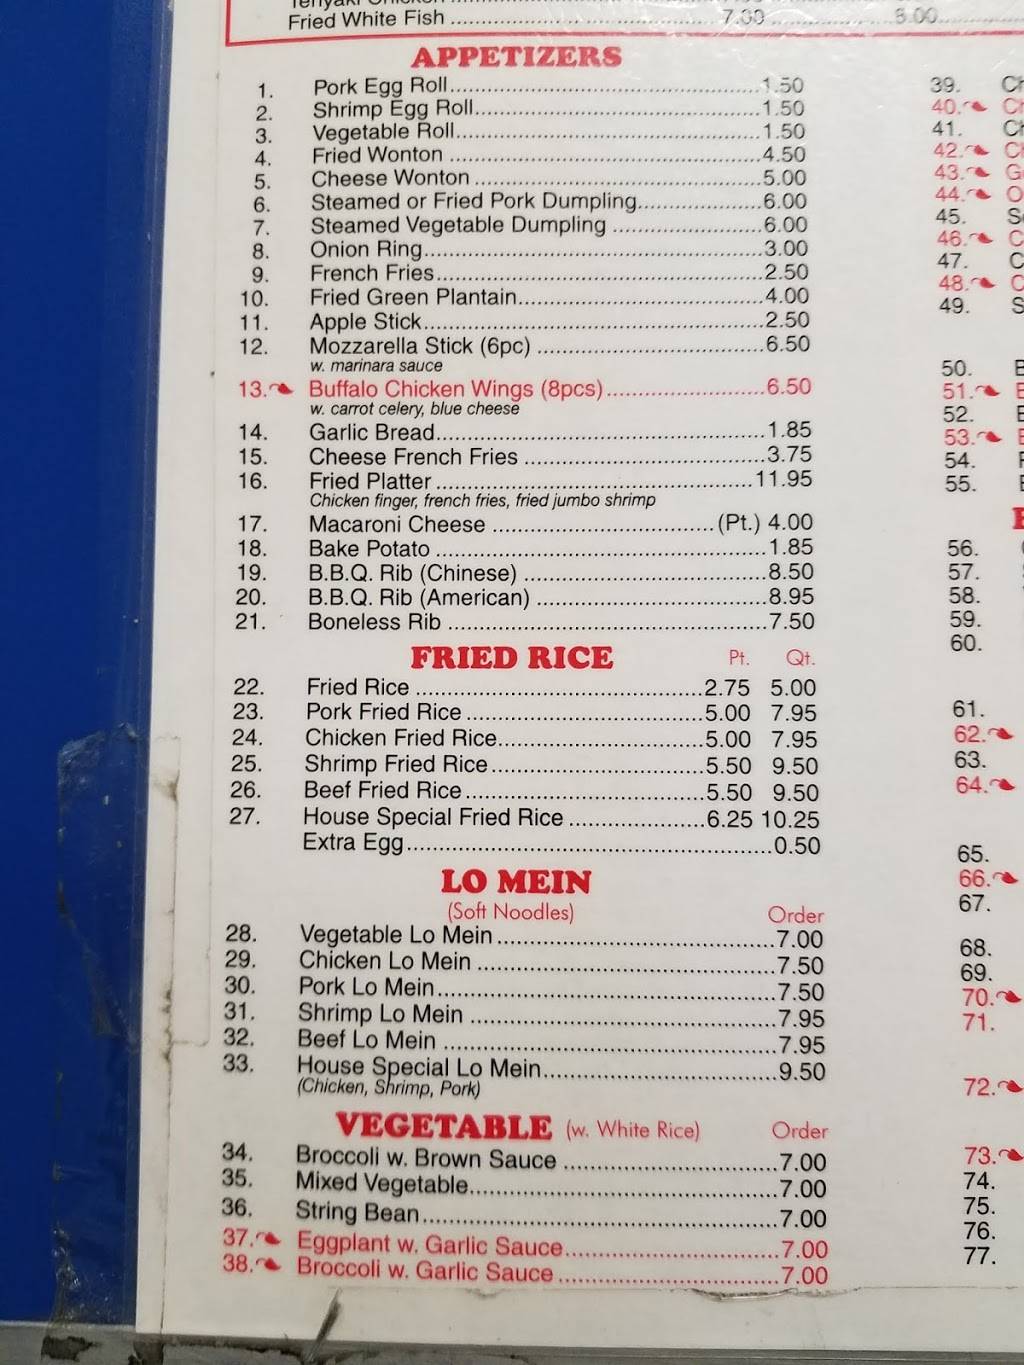 Teriyaki Chicken
Fried White Fish ........ 7.00 ........ 8.00
APPETIZERS
1. Pork Egg Roll........1.50
2. Shrimp Egg Roll........1.50
3. Vegetable Roll........1.50
4. Fried Wonton ........4.50
5. Cheese Wonton ........5.00
6. Steamed or Fried Pork Dumpling........6.00
7. Steamed Vegetable Dumpling ........6.00
8. Onion Ring........3.00
9. French Fries........2.50
10. Fried Green Plantain........4.00
11. Apple Stick........2.50
12. Mozzarella Stick (6pc) ........6.50
w. marinara sauce
13. Buffalo Chicken Wings (8pcs)........6.50
w. carrot celery, blue cheese
14. Garlic Bread........1.85
15. Cheese French Fries ........3.75
16. Fried Platter ........11.95
Chicken finger, french fries, fried jumbo shrimp
17. Macaroni Cheese ........(Pt.) 4.00
18. Bake Potato ........1.85
19. B.B.Q. Rib (Chinese) ........8.50
20. B.B.Q. Rib (American) ........8.95
21. Boneless Rib ........7.50
FRIED RICE Pt. Qt.
22. Fried Rice ........2.75 5.00
23. Pork Fried Rice ........5.00 7.95
24. Chicken Fried Rice........5.00 7.95
25. Shrimp Fried Rice........5.50 9.50
26. Beef Fried Rice........5.50 9.50
27. House Special Fried Rice ........6.25 10.25
Extra Egg........0.50
LO MEIN
(Soft Noodles) Order
28. Vegetable Lo Mein........7.00
29. Chicken Lo Mein ........7.50
30. Pork Lo Mein........7.50
31. Shrimp Lo Mein ........7.95
32. Beef Lo Mein ........7.95
33. House Special Lo Mein........9.50
(Chicken, Shrimp, Pork)
VEGETABLE (w. White Rice) Order
34. Broccoli w. Brown Sauce ........7.00
35. Mixed Vegetable........7.00
36. String Bean........7.00
37. Eggplant w. Garlic Sauce........7.00
38. Broccoli w. Garlic Sauce ........7.00
39.
40.
41.
42.
43.
44.
45.
46.
47.
48.
49.
50.
51.
52.
53.
54.
55.
56.
57.
58.
59.
60.
61.
62.
63.
64.
65.
66.
67.
68.
69.
70.
71.
72.
73.
74.
75.
76.
77.